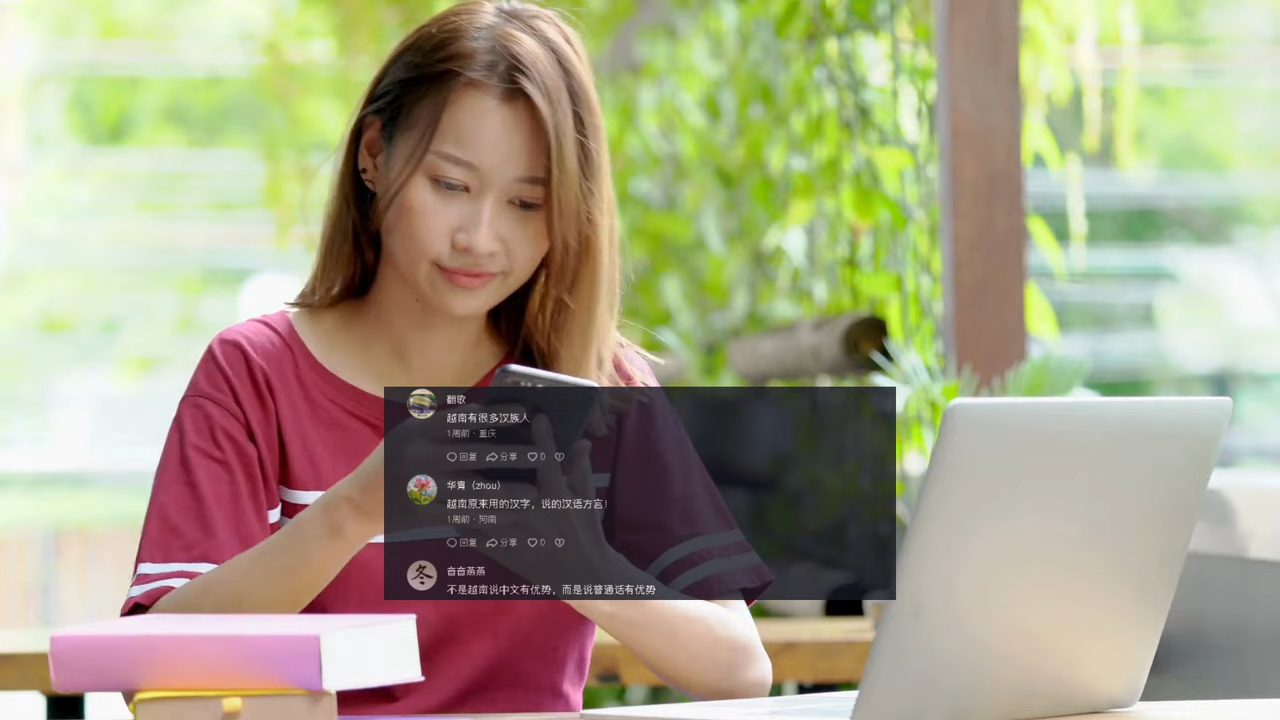 翻歌
越南有很多汉族人
1周前 · 重庆
回复 分享 0
华胄（zhou）
越南原来用的汉字，说的汉语方言！
1周前 · 河南
回复 分享 0
冬
音音燕燕
不是越南说中文有优势，而是说普通话有优势